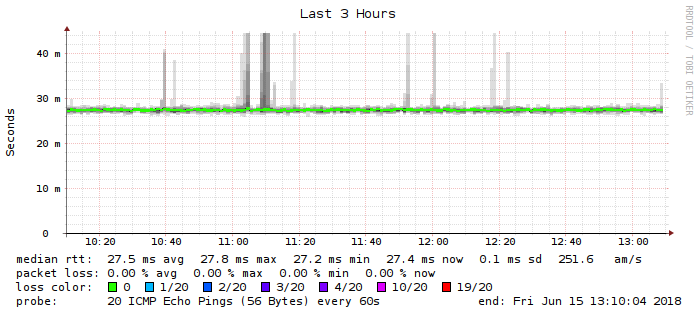 Last 3 Hours
RRDTOOL / TOBI OETIKER
Seconds
40 m
30 m
20 m
10 m
0
10:20 10:40 11:00 11:20 11:40 12:00 12:20 12:40 13:00
median rtt: 27.5 ms avg 27.8 ms max 27.2 ms min 27.4 ms now 0.1 ms sd 251.6 am/s
packet loss: 0.00 % avg 0.00 % max 0.00 % min 0.00 % now
loss color: 0 1/20 2/20 3/20 4/20 10/20 19/20
probe: 20 ICMP Echo Pings (56 Bytes) every 60s end: Fri Jun 15 13:10:04 2018